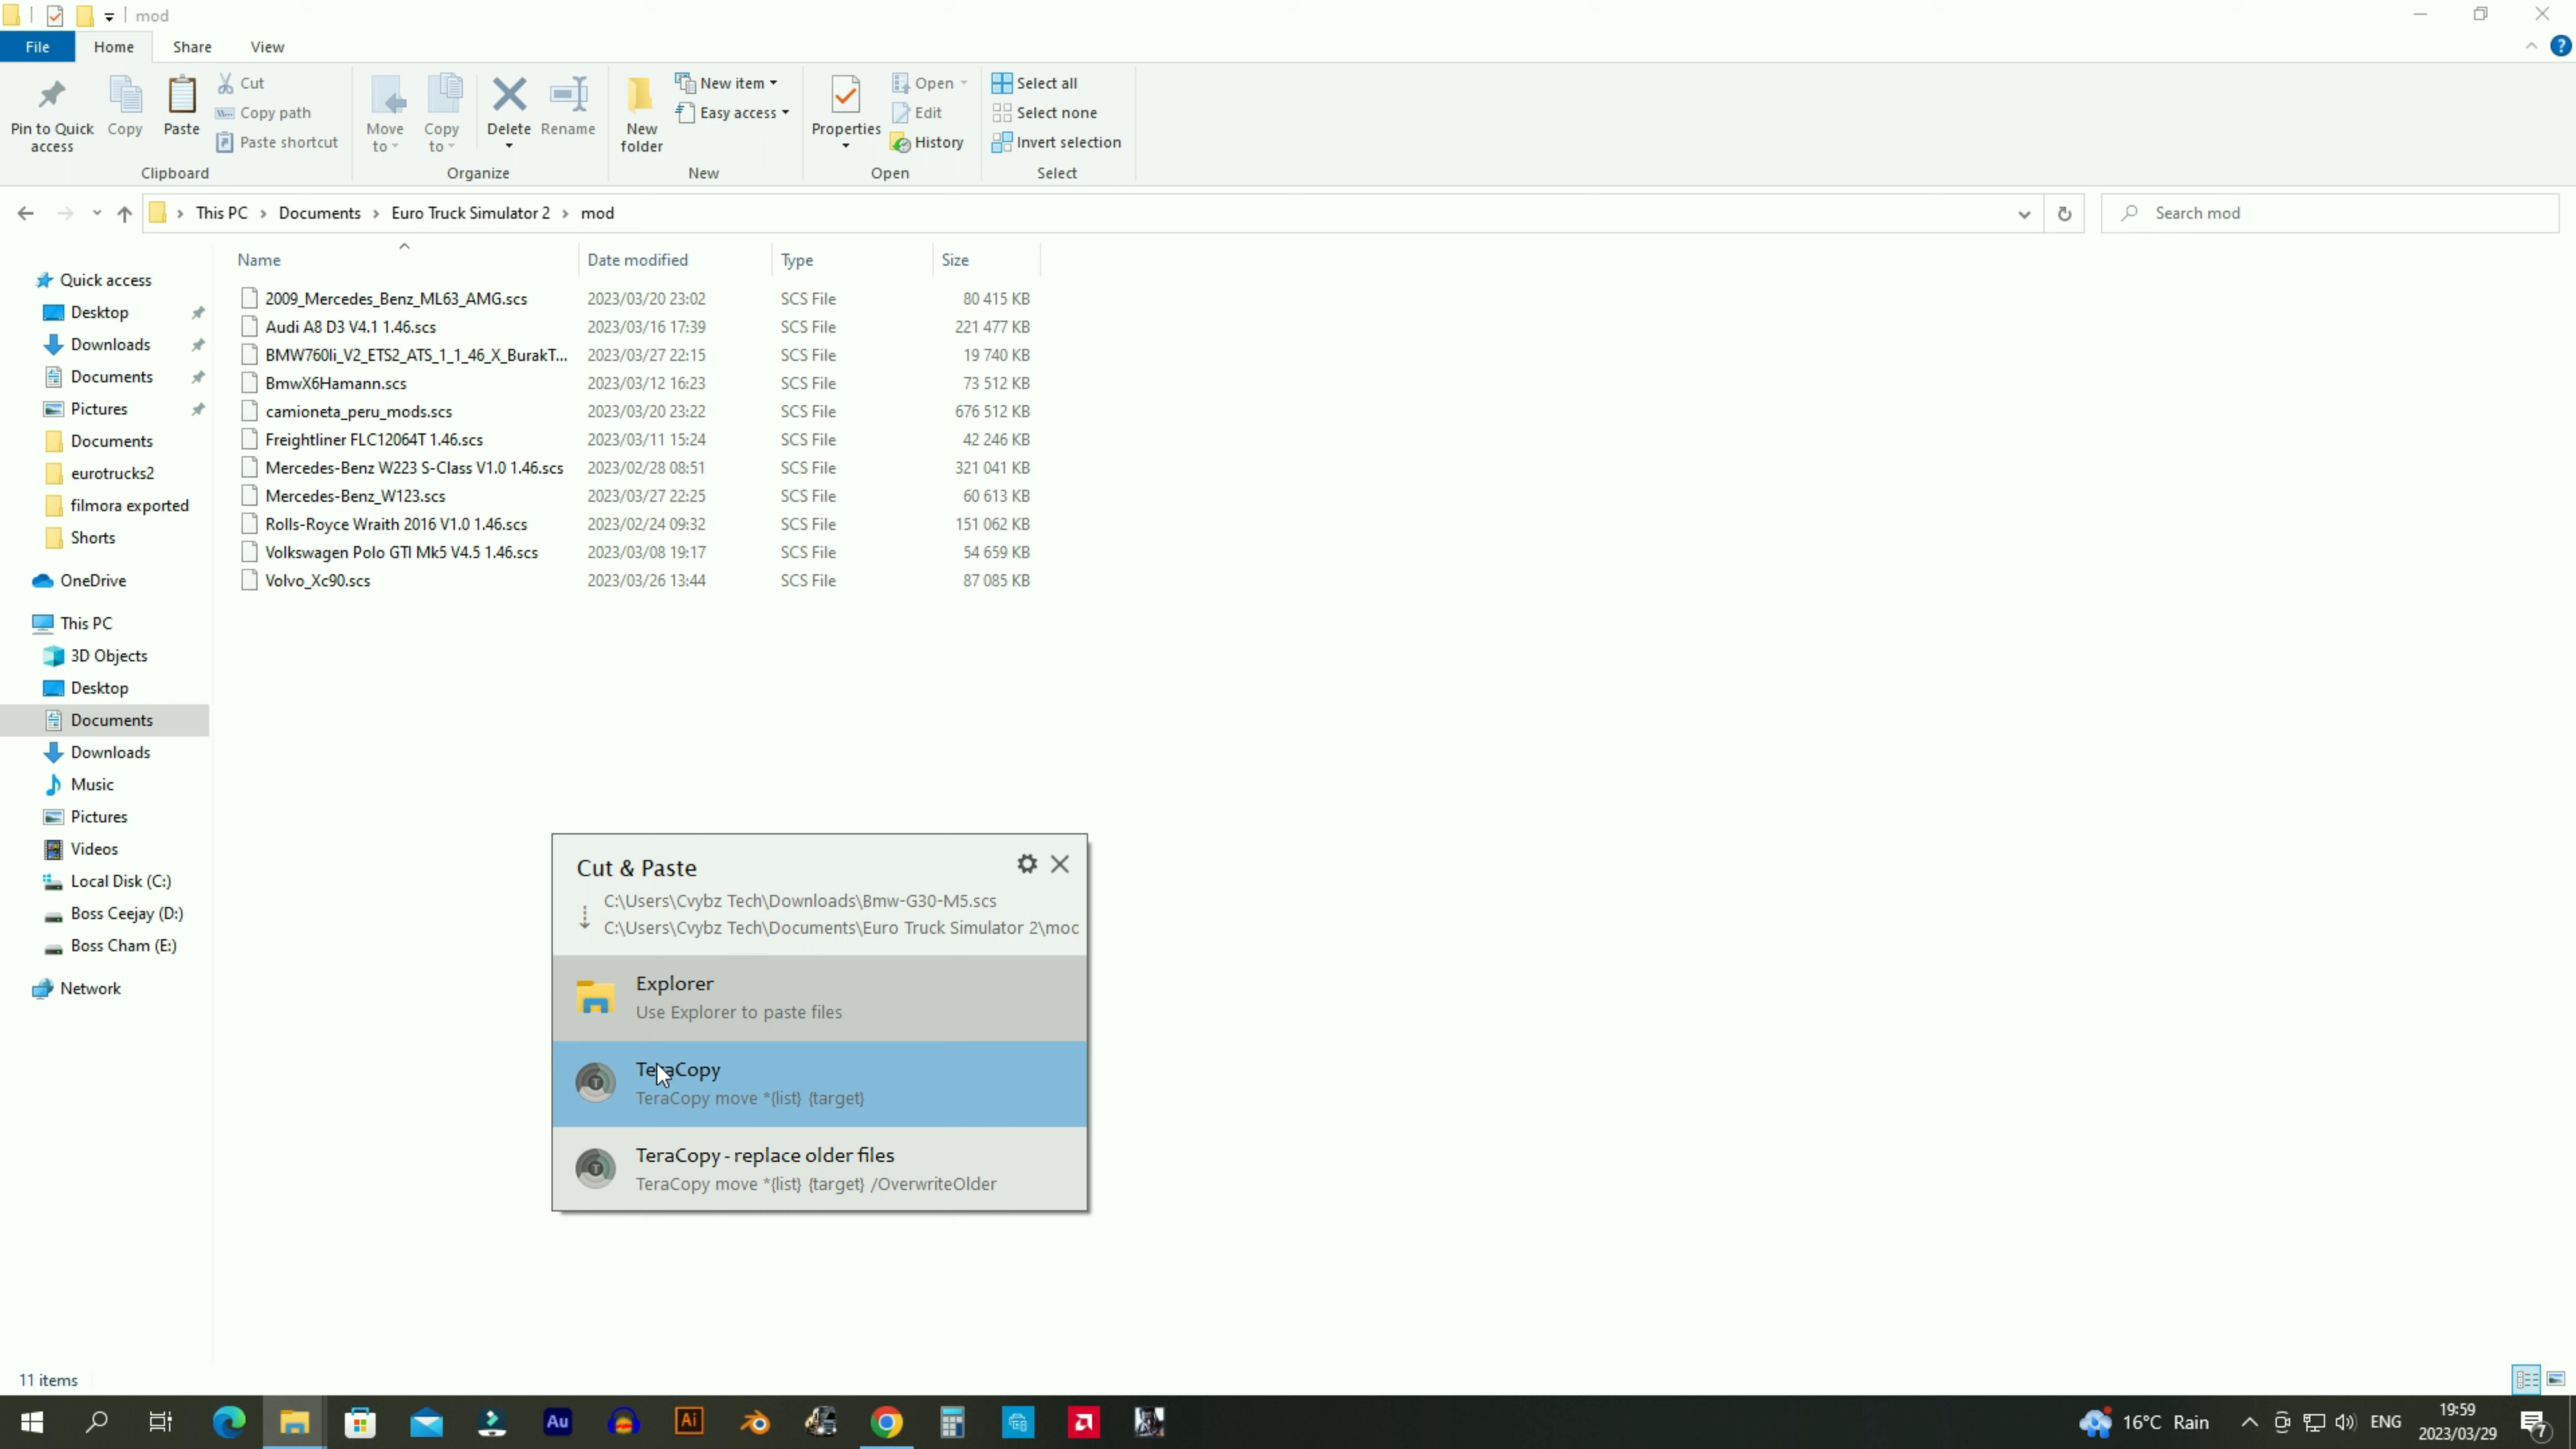 mod
File
Home
Share
View
Pin to Quick access
Copy
Paste
Cut
Copy path
Paste shortcut
Clipboard
Move to
Copy to
Delete
Rename
Organize
New folder
New item
Easy access
New
Properties
Open
Edit
History
Open
Select all
Select none
Invert selection
Select
This PC > Documents > Euro Truck Simulator 2 > mod
Search mod
Name Date modified Type Size
2009_Mercedes_Benz_ML63_AMG.scs 2023/03/20 23:02 SCS File 80 415 KB
Audi A8 D3 V4.1 1.46.scs 2023/03/16 17:39 SCS File 221 477 KB
BMW760li_V2_ETS2_ATS_1_1_46_X_BurakT... 2023/03/27 22:15 SCS File 19 740 KB
BmwX6Hamann.scs 2023/03/12 16:23 SCS File 73 512 KB
camioneta_peru_mods.scs 2023/03/20 23:22 SCS File 676 512 KB
Freightliner FLC12064T 1.46.scs 2023/03/11 15:24 SCS File 42 246 KB
Mercedes-Benz W223 S-Class V1.0 1.46.scs 2023/02/28 08:51 SCS File 321 041 KB
Mercedes-Benz_W123.scs 2023/03/27 22:25 SCS File 60 613 KB
Rolls-Royce Wraith 2016 V1.0 1.46.scs 2023/02/24 09:32 SCS File 151 062 KB
Volkswagen Polo GTI Mk5 V4.5 1.46.scs 2023/03/08 19:17 SCS File 54 659 KB
Volvo_Xc90.scs 2023/03/26 13:44 SCS File 87 085 KB
Quick access
Desktop
Downloads
Documents
Pictures
Documents
eurotrucks2
filmora exported
Shorts
OneDrive
This PC
3D Objects
Desktop
Documents
Downloads
Music
Pictures
Videos
Local Disk (C:)
Boss Ceejay (D:)
Boss Cham (E:)
Network
Cut & Paste
C:\Users\Cvybz Tech\Downloads\Bmw-G30-M5.scs
C:\Users\Cvybz Tech\Documents\Euro Truck Simulator 2\moc
Explorer
Use Explorer to paste files
TeraCopy
TeraCopy move *{list} {target}
TeraCopy - replace older files
TeraCopy move *{list} {target} /OverwriteOlder
11 items
Au
Ai
16°C Rain
ENG
19:59
2023/03/29
7